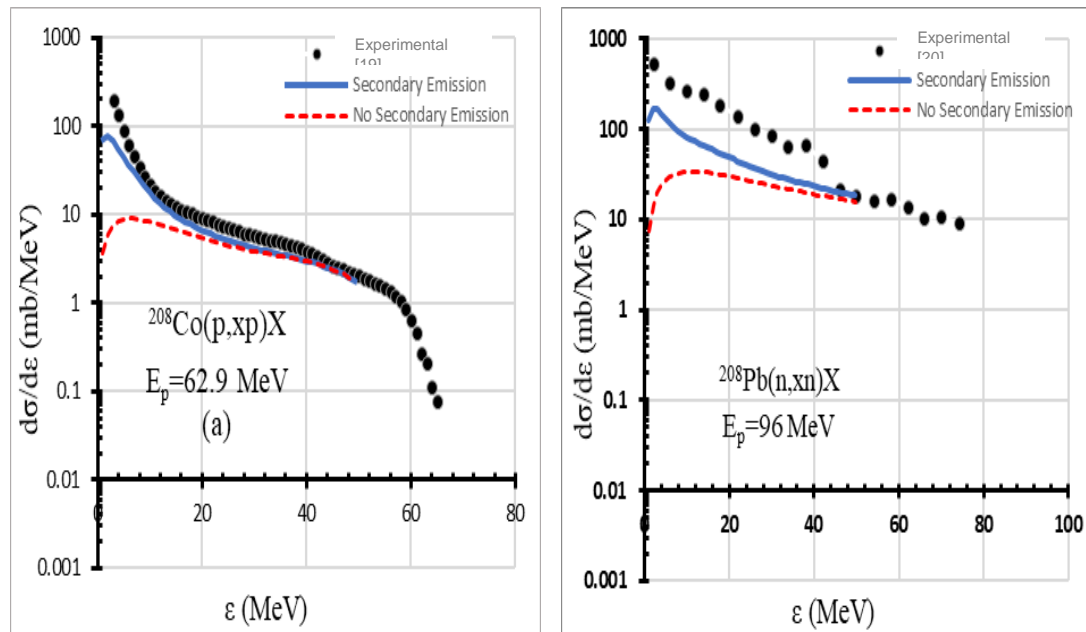 1000
100
10
1
0.1
0.01
0.001
0
20
40
60
80
dσ/dε (mb/MeV)
ε (MeV)
Experimental
[19]
Secondary Emission
No Secondary Emission
²⁰⁸Co(p,xp)X
Eₚ=62.9 MeV
(a)
1000
100
10
1
0.1
0.01
0.001
0
20
40
60
80
100
dσ/dε (mb/MeV)
ε (MeV)
Experimental
[20]
Secondary Emission
No Secondary Emission
²⁰⁸Pb(n,xn)X
Eₚ=96 MeV